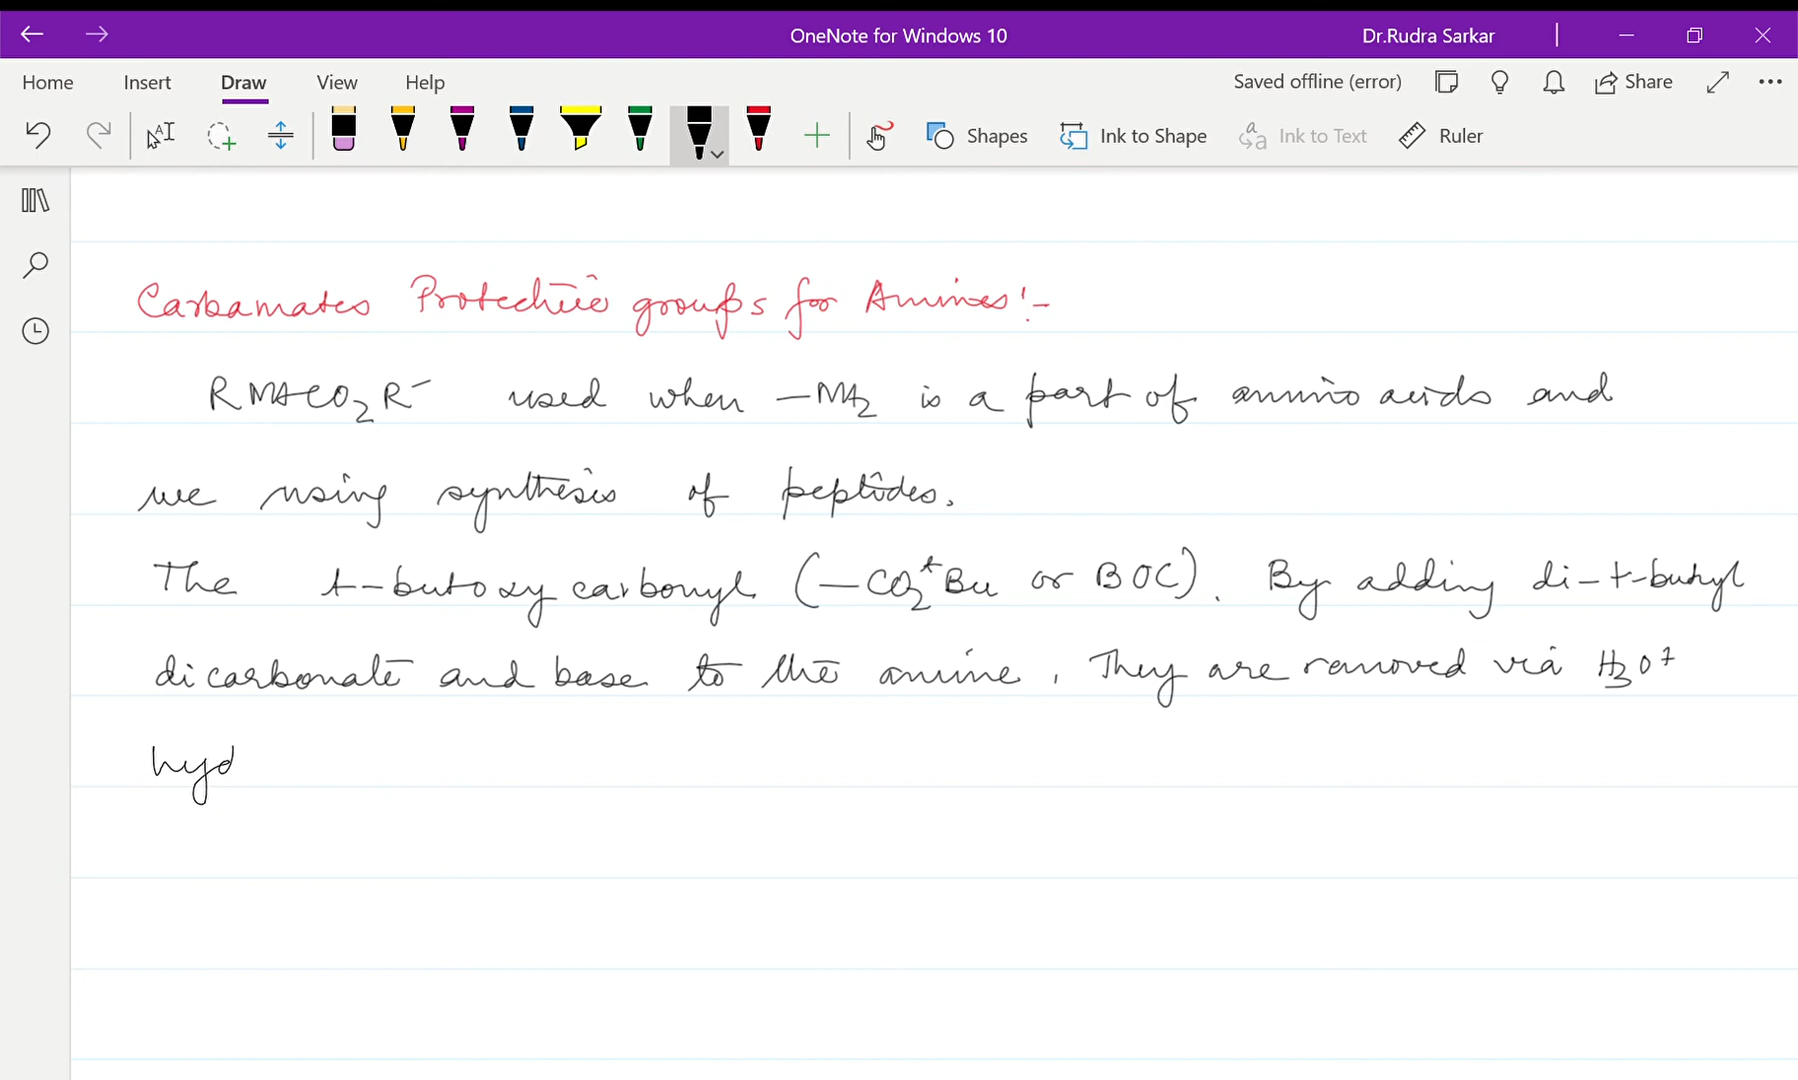 OneNote for Windows 10
Dr.Rudra Sarkar
Home Insert Draw View Help
Saved offline (error) Share
Shapes Ink to Shape Ink to Text Ruler
Carbamates Protective groups for Amines :-
RNHCO₂R' used when -NH₂ is a part of amino acids and
we using synthesis of peptides.
The t-butoxy carbonyl (-CO₂ᵗBu or BOC). By adding di-t-butyl
dicarbonate and base to the amine. They are removed via H₃O⁺
hyd